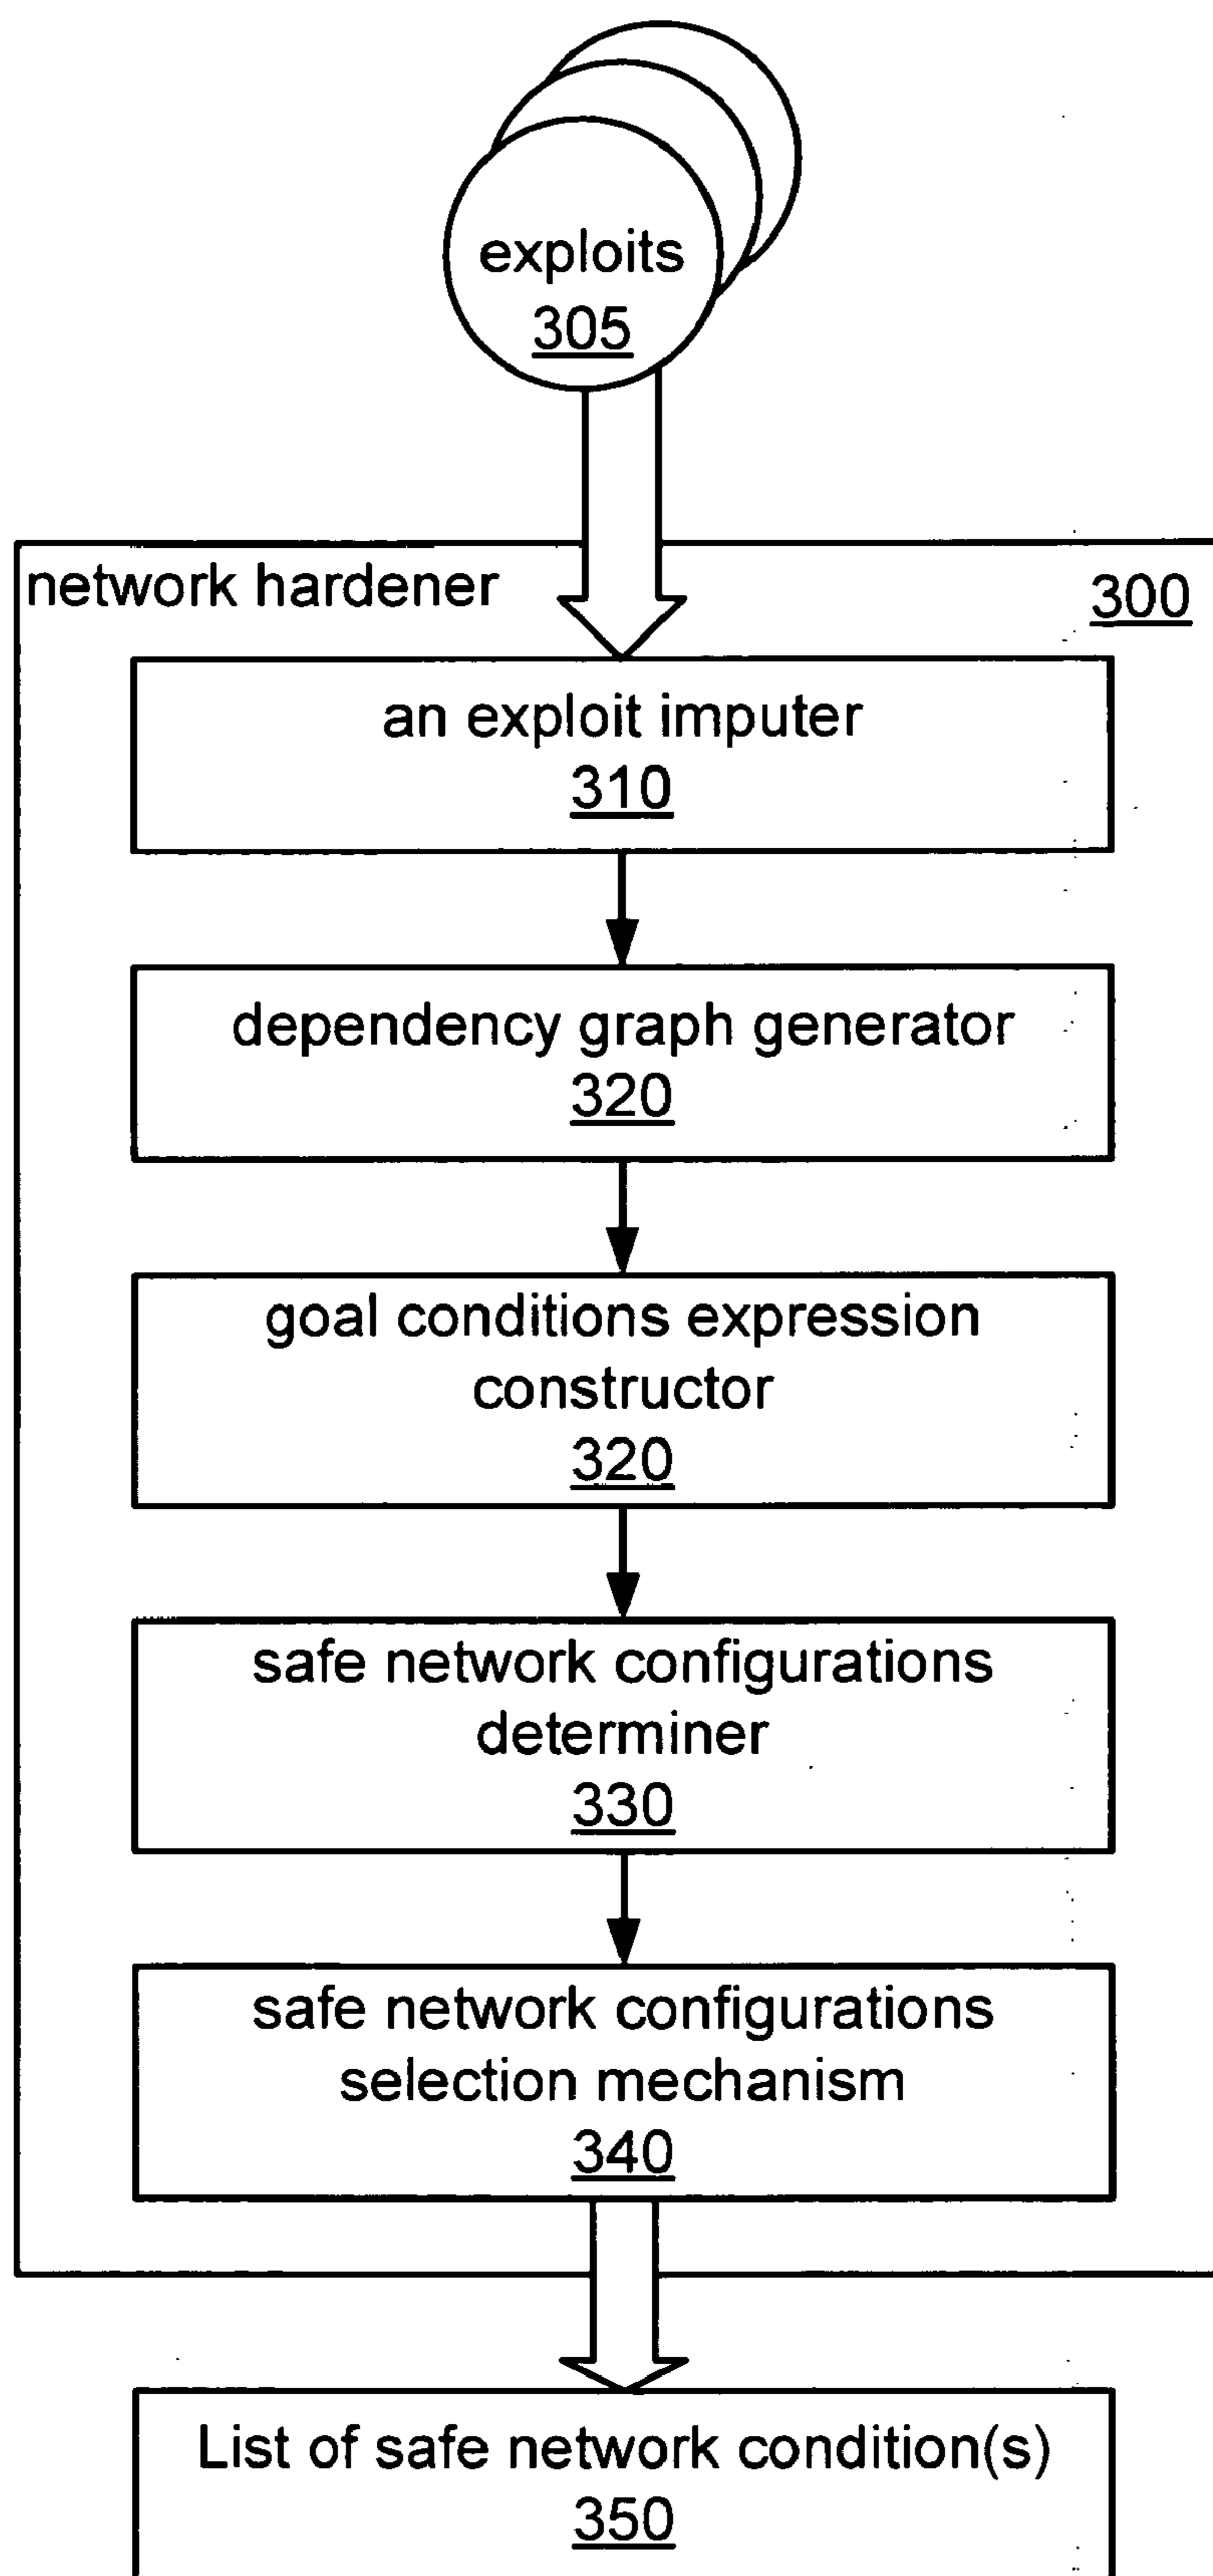 exploits
305
network hardener
300
an exploit imputer
310
dependency graph generator
320
goal conditions expression
constructor
320
safe network configurations
determiner
330
safe network configurations
selection mechanism
340
List of safe network condition(s)
350